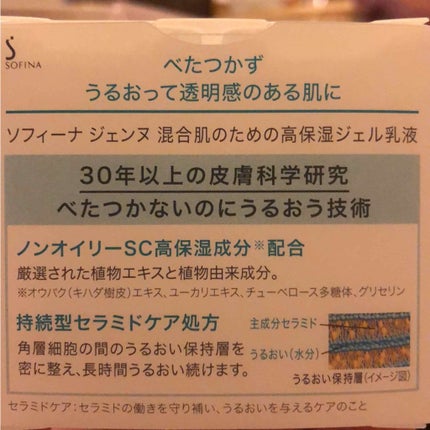 SOFINA
べたつかず
うるおって透明感のある肌に
ソフィーナ ジェンヌ 混合肌のための高保湿ジェル乳液
30年以上の皮膚科学研究
べたつかないのにうるおう技術
ノンオイリーSC高保湿成分※配合
厳選された植物エキスと植物由来成分。
※オウバク(キハダ樹皮)エキス、ユーカリエキス、チューベロース多糖体、グリセリン
持続型セラミドケア処方
角層細胞の間のうるおい保持層を
密に整え、長時間うるおい続けます。
主成分セラミド
うるおい(水分)
うるおい保持層(イメージ図)
セラミドケア:セラミドの働きを守り補い、うるおいを与えるケアのこと